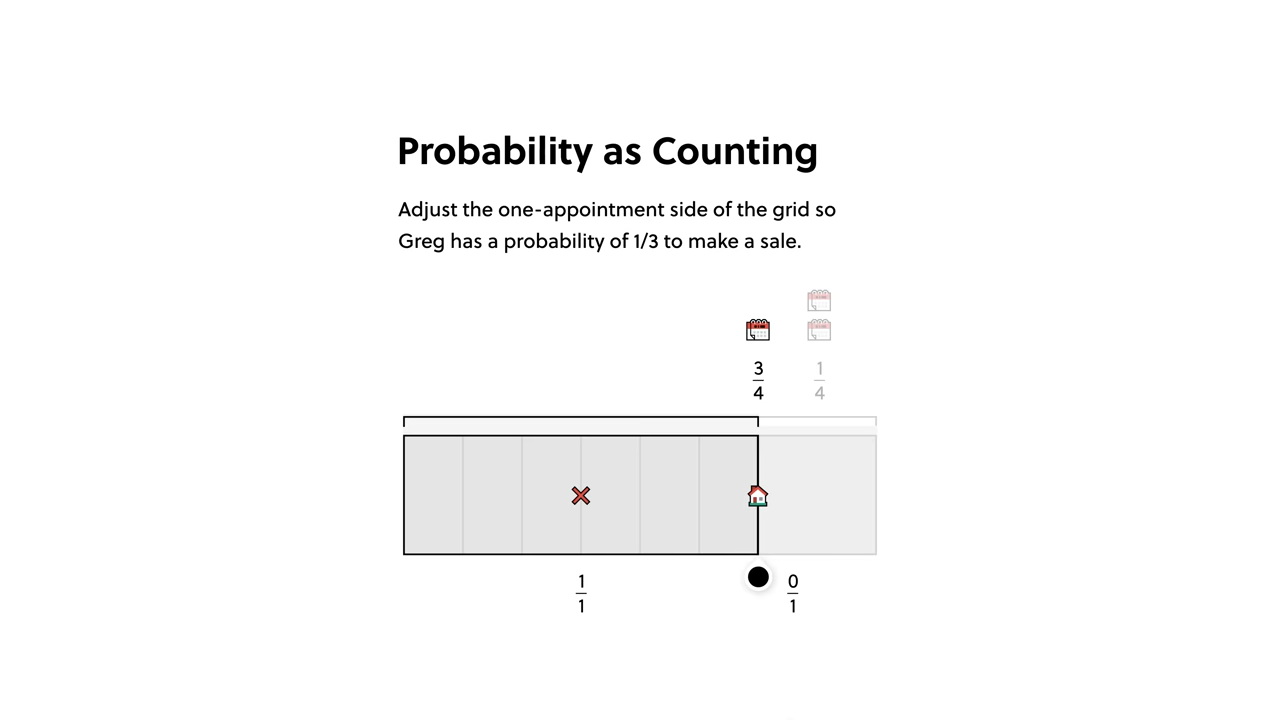 Probability as Counting
Adjust the one-appointment side of the grid so
Greg has a probability of 1/3 to make a sale.
3
4
1
4
1
1
0
1